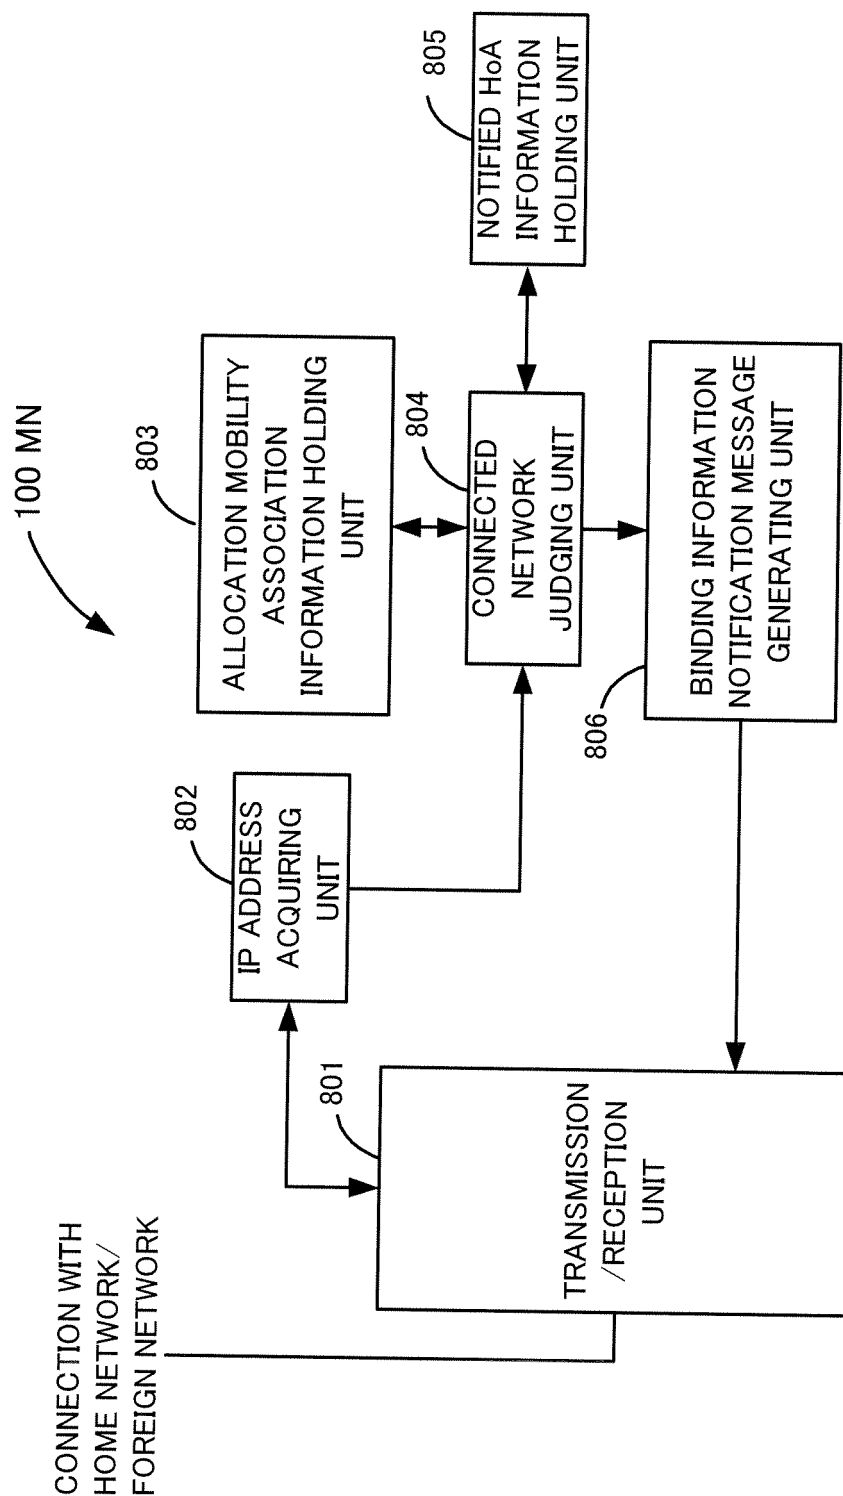 100 MN
CONNECTION WITH
HOME NETWORK/
FOREIGN NETWORK
801
TRANSMISSION
/RECEPTION
UNIT
802
IP ADDRESS
ACQUIRING
UNIT
803
ALLOCATION MOBILITY
ASSOCIATION
INFORMATION HOLDING
UNIT
804
CONNECTED
NETWORK
JUDGING UNIT
805
NOTIFIED HoA
INFORMATION
HOLDING UNIT
806
BINDING INFORMATION
NOTIFICATION MESSAGE
GENERATING UNIT